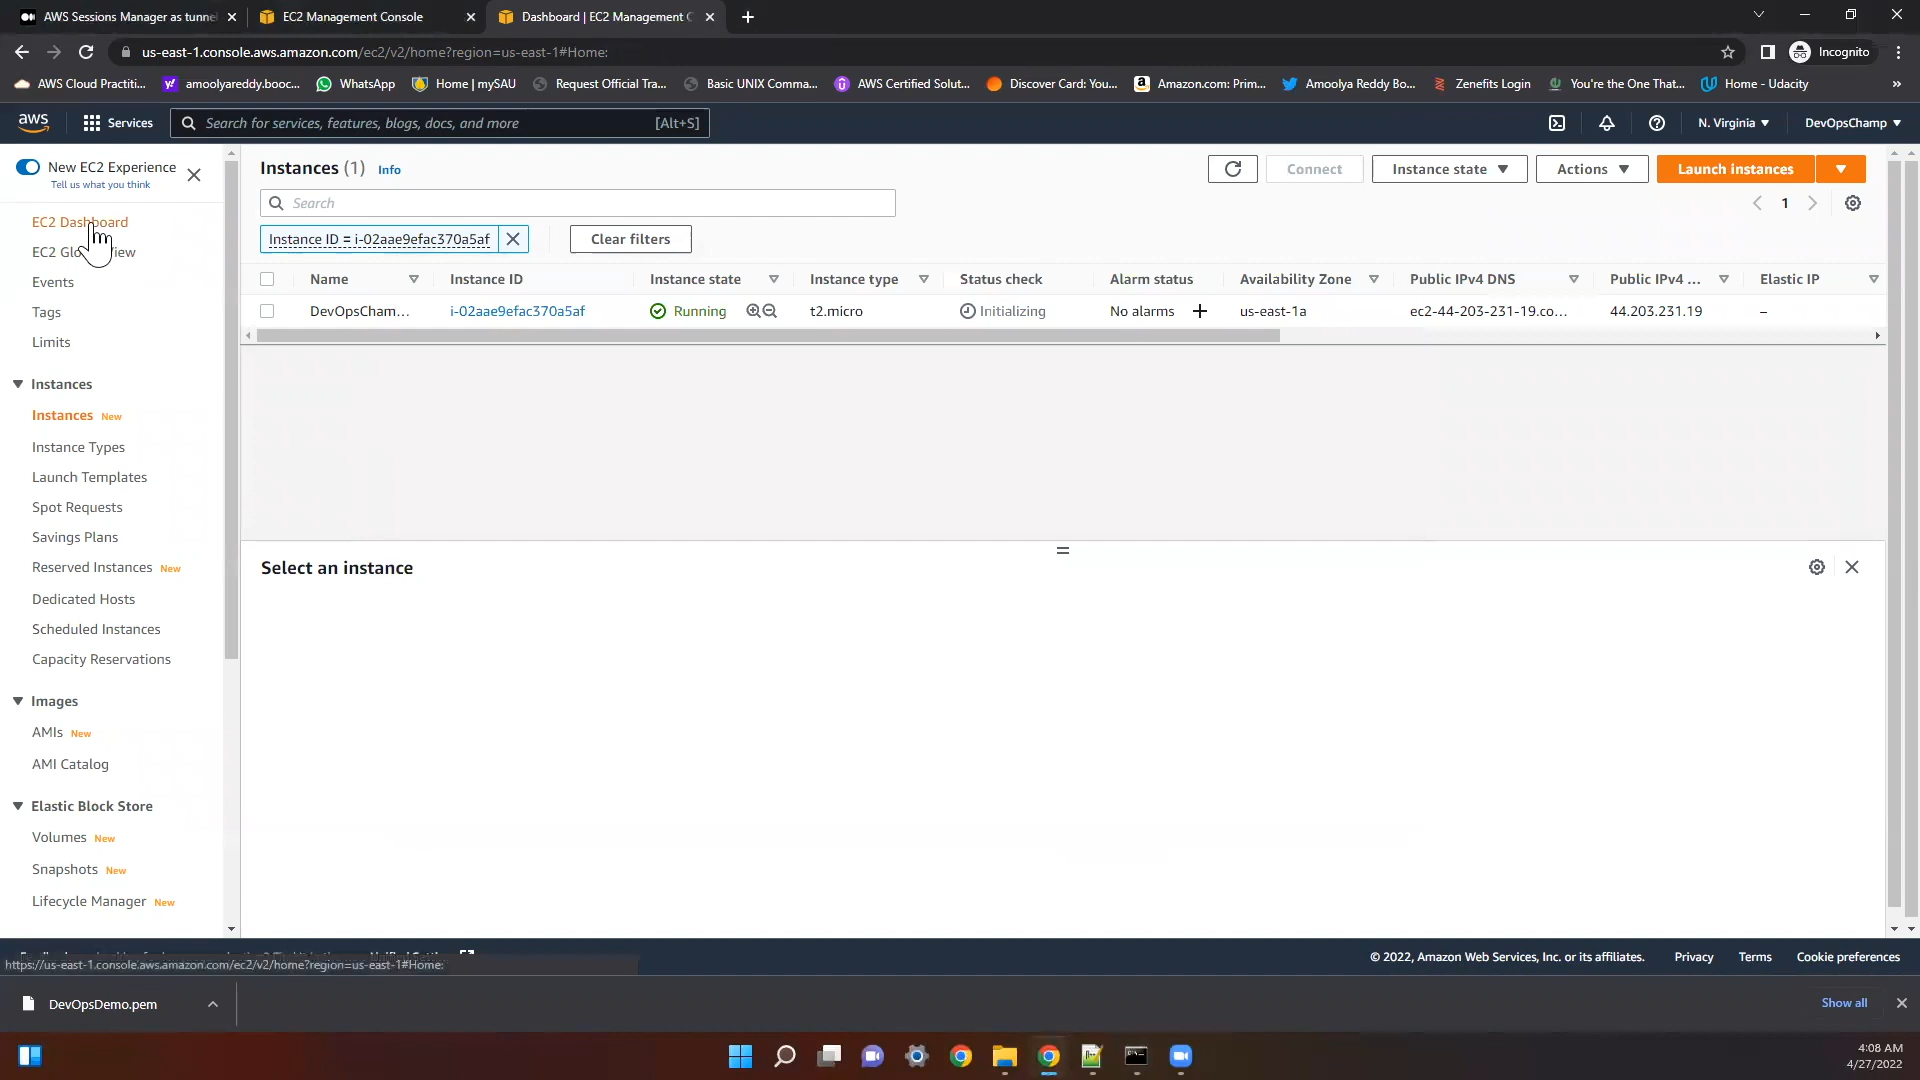 AWS Sessions Manager as tunne
EC2 Management Console
Dashboard | EC2 Management C
us-east-1.console.aws.amazon.com/ec2/v2/home?region=us-east-1#Home:
Incognito
AWS Cloud Practiti...
amoolyareddy.booc...
WhatsApp
Home | mySAU
Request Official Tra...
Basic UNIX Comma...
AWS Certified Solut...
Discover Card: You...
Amazon.com: Prim...
Amoolya Reddy Bo...
Zenefits Login
You're the One That...
Home - Udacity
»
aws
Services
Search for services, features, blogs, docs, and more
[Alt+S]
N. Virginia
DevOpsChamp
New EC2 Experience
Tell us what you think
EC2 Dashboard
EC2 Glo View
Events
Tags
Limits
Instances
Instances New
Instance Types
Launch Templates
Spot Requests
Savings Plans
Reserved Instances New
Dedicated Hosts
Scheduled Instances
Capacity Reservations
Images
AMIs New
AMI Catalog
Elastic Block Store
Volumes New
Snapshots New
Lifecycle Manager New
Instances (1) Info
Connect
Instance state
Actions
Launch instances
Search
1
Instance ID = i-02aae9efac370a5af
Clear filters
Name Instance ID Instance state Instance type Status check Alarm status Availability Zone Public IPv4 DNS Public IPv4 ... Elastic IP
DevOpsCham... i-02aae9efac370a5af Running t2.micro Initializing No alarms + us-east-1a ec2-44-203-231-19.co... 44.203.231.19 –
Select an instance
https://us-east-1.console.aws.amazon.com/ec2/v2/home?region=us-east-1#Home:
© 2022, Amazon Web Services, Inc. or its affiliates.
Privacy
Terms
Cookie preferences
DevOpsDemo.pem
Show all
4:08 AM
4/27/2022